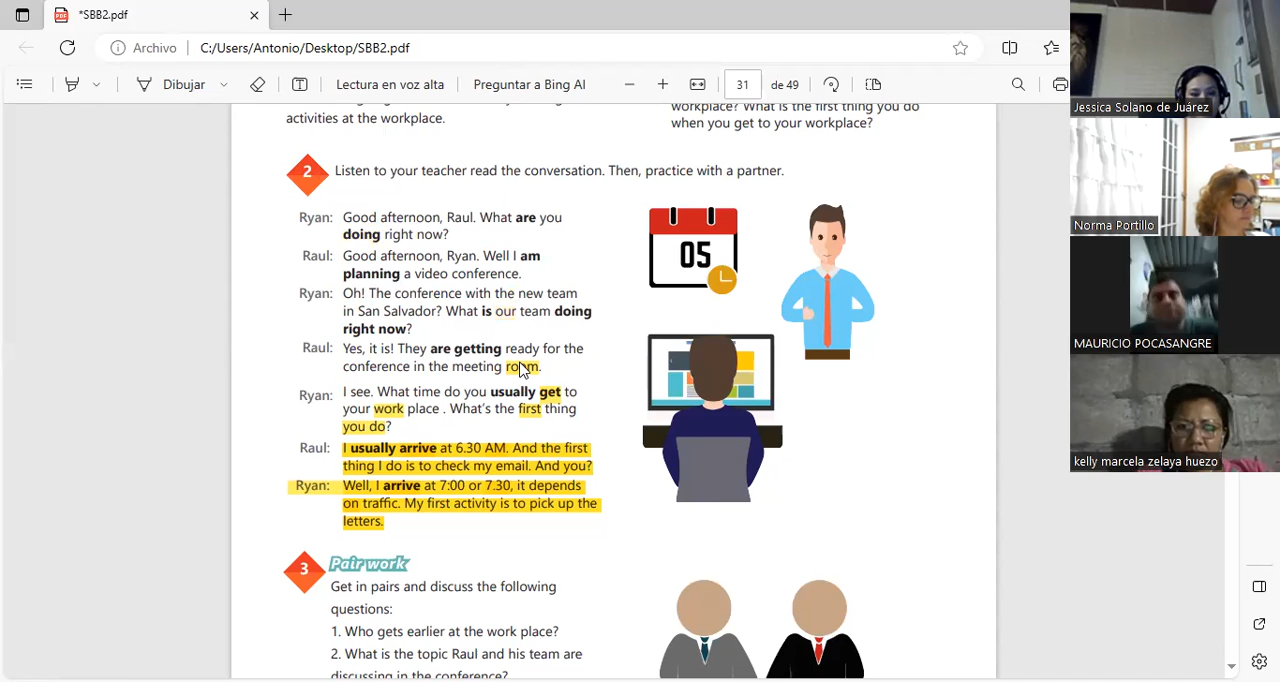 *SBB2.pdf
Archivo
C:/Users/Antonio/Desktop/SBB2.pdf
Dibujar
Lectura en voz alta
Preguntar a Bing AI
31
de 49
activities at the workplace.
workplace? What is the first thing you do
when you get to your workplace?
2
Listen to your teacher read the conversation. Then, practice with a partner.
Ryan: Good afternoon, Raul. What are you
doing right now?
Raul: Good afternoon, Ryan. Well I am
planning a video conference.
Ryan: Oh! The conference with the new team
in San Salvador? What is our team doing
right now?
Raul: Yes, it is! They are getting ready for the
conference in the meeting room.
Ryan: I see. What time do you usually get to
your work place . What's the first thing
you do?
Raul: I usually arrive at 6.30 AM. And the first
thing I do is to check my email. And you?
Ryan: Well, I arrive at 7:00 or 7.30, it depends
on traffic. My first activity is to pick up the
letters.
05
3
Pair work
Get in pairs and discuss the following
questions:
1. Who gets earlier at the work place?
2. What is the topic Raul and his team are
discussing in the conference?
Jessica Solano de Juárez
Norma Portillo
MAURICIO POCASANGRE
kelly marcela zelaya huezo